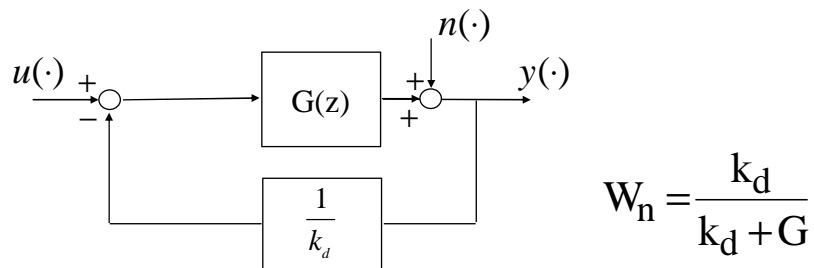 n(·)
u(·) + G(z) + y(·)
− +
1/k_d
W_n = k_d / (k_d + G)